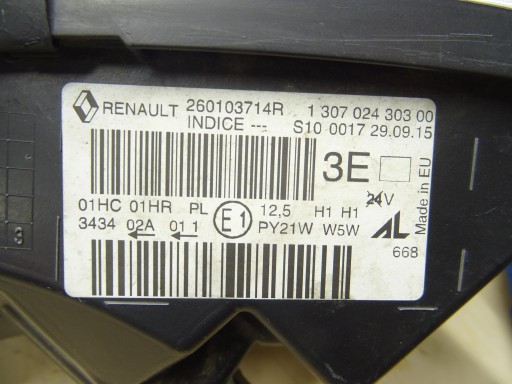 RENAULT 260103714R 1 307 024 303 00
INDICE --- S10 0017 29.09.15
3E
01HC 01HR PL E1 12,5 H1 H1 24V
3434 02A 01 1 PY21W W5W AL
668
Made in EU
3